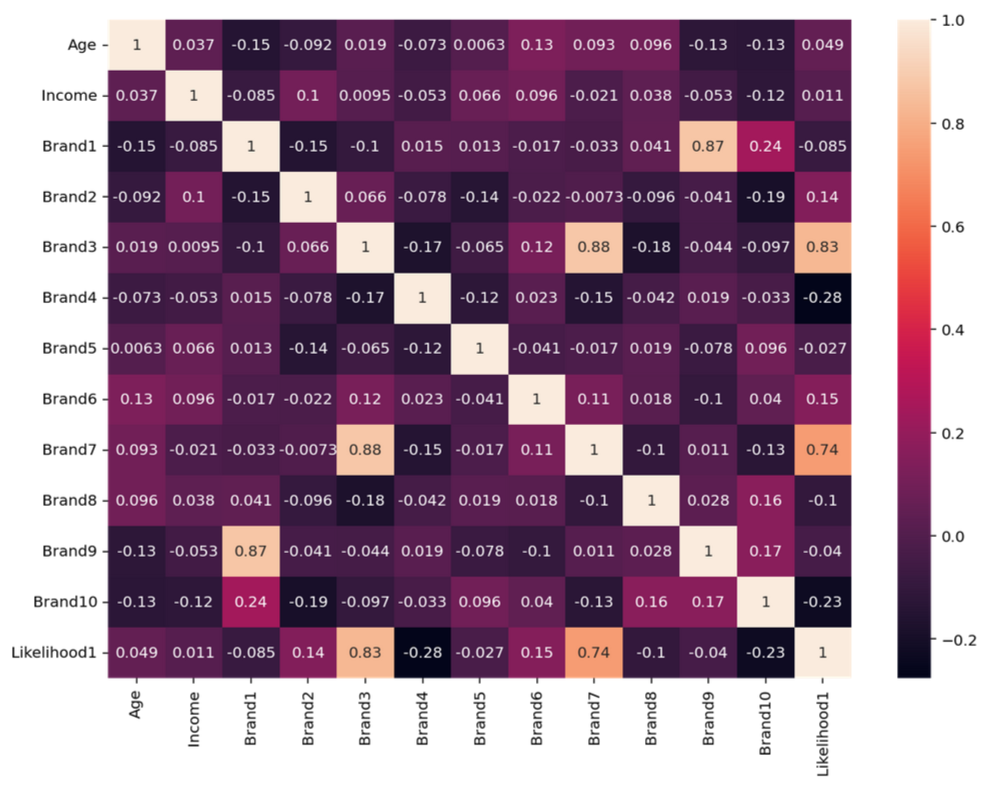 Age 1 0.037 -0.15 -0.092 0.019 -0.073 0.0063 0.13 0.093 0.096 -0.13 -0.13 0.049
Income 0.037 1 -0.085 0.1 0.0095 -0.053 0.066 0.096 -0.021 0.038 -0.053 -0.12 0.011
Brand1 -0.15 -0.085 1 -0.15 -0.1 0.015 0.013 -0.017 -0.033 0.041 0.87 0.24 -0.085
Brand2 -0.092 0.1 -0.15 1 0.066 -0.078 -0.14 -0.022 -0.0073 -0.096 -0.041 -0.19 0.14
Brand3 0.019 0.0095 -0.1 0.066 1 -0.17 -0.065 0.12 0.88 -0.18 -0.044 -0.097 0.83
Brand4 -0.073 -0.053 0.015 -0.078 -0.17 1 -0.12 0.023 -0.15 -0.042 0.019 -0.033 -0.28
Brand5 0.0063 0.066 0.013 -0.14 -0.065 -0.12 1 -0.041 -0.017 0.019 -0.078 0.096 -0.027
Brand6 0.13 0.096 -0.017 -0.022 0.12 0.023 -0.041 1 0.11 0.018 -0.1 0.04 0.15
Brand7 0.093 -0.021 -0.033 -0.0073 0.88 -0.15 -0.017 0.11 1 -0.1 0.011 -0.13 0.74
Brand8 0.096 0.038 0.041 -0.096 -0.18 -0.042 0.019 0.018 -0.1 1 0.028 0.16 -0.1
Brand9 -0.13 -0.053 0.87 -0.041 -0.044 0.019 -0.078 -0.1 0.011 0.028 1 0.17 -0.04
Brand10 -0.13 -0.12 0.24 -0.19 -0.097 -0.033 0.096 0.04 -0.13 0.16 0.17 1 -0.23
Likelihood1 0.049 0.011 -0.085 0.14 0.83 -0.28 -0.027 0.15 0.74 -0.1 -0.04 -0.23 1
Age
Income
Brand1
Brand2
Brand3
Brand4
Brand5
Brand6
Brand7
Brand8
Brand9
Brand10
Likelihood1
1.0
0.8
0.6
0.4
0.2
0.0
−0.2